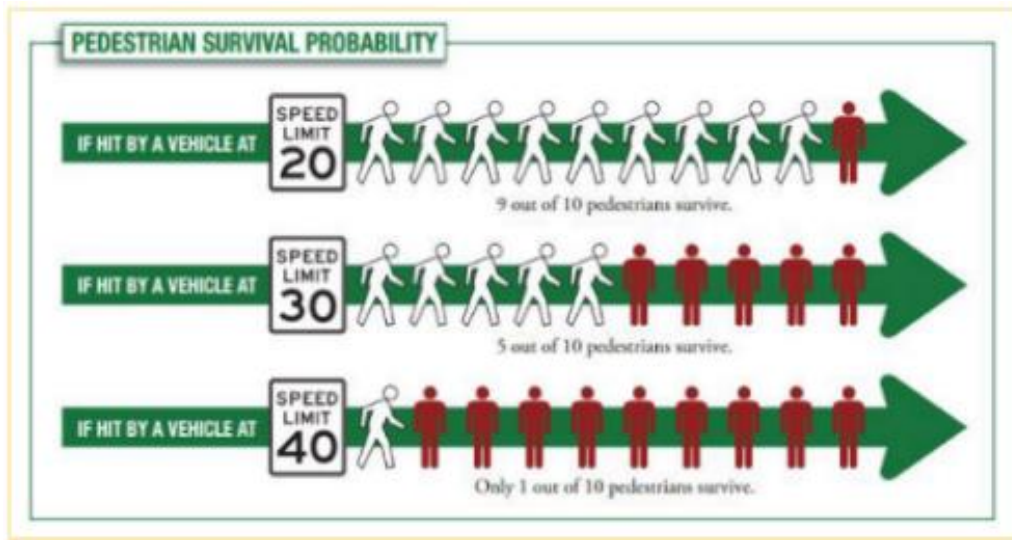 PEDESTRIAN SURVIVAL PROBABILITY
IF HIT BY A VEHICLE AT
SPEED
LIMIT
20
9 out of 10 pedestrians survive.
IF HIT BY A VEHICLE AT
SPEED
LIMIT
30
5 out of 10 pedestrians survive.
IF HIT BY A VEHICLE AT
SPEED
LIMIT
40
Only 1 out of 10 pedestrians survive.